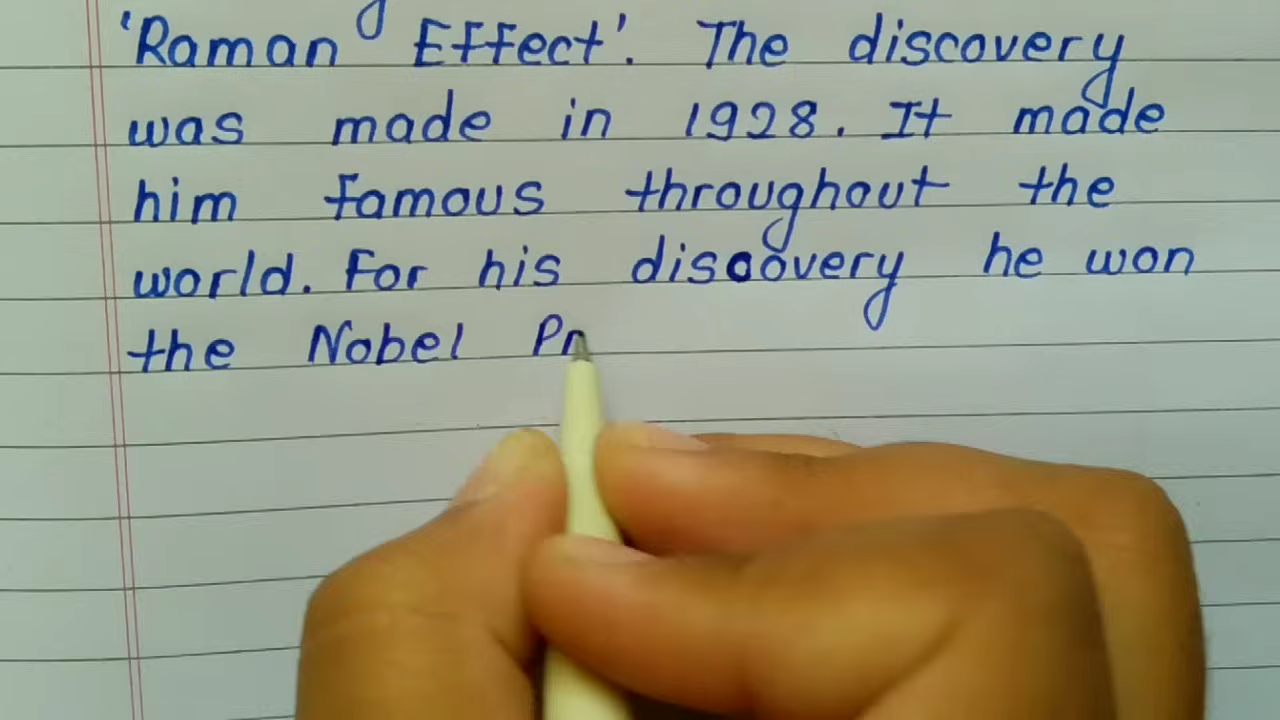 'Raman Effect'. The discovery
was made in 1928. It made
him famous throughout the
world. For his discovery he won
the Nobel Pr